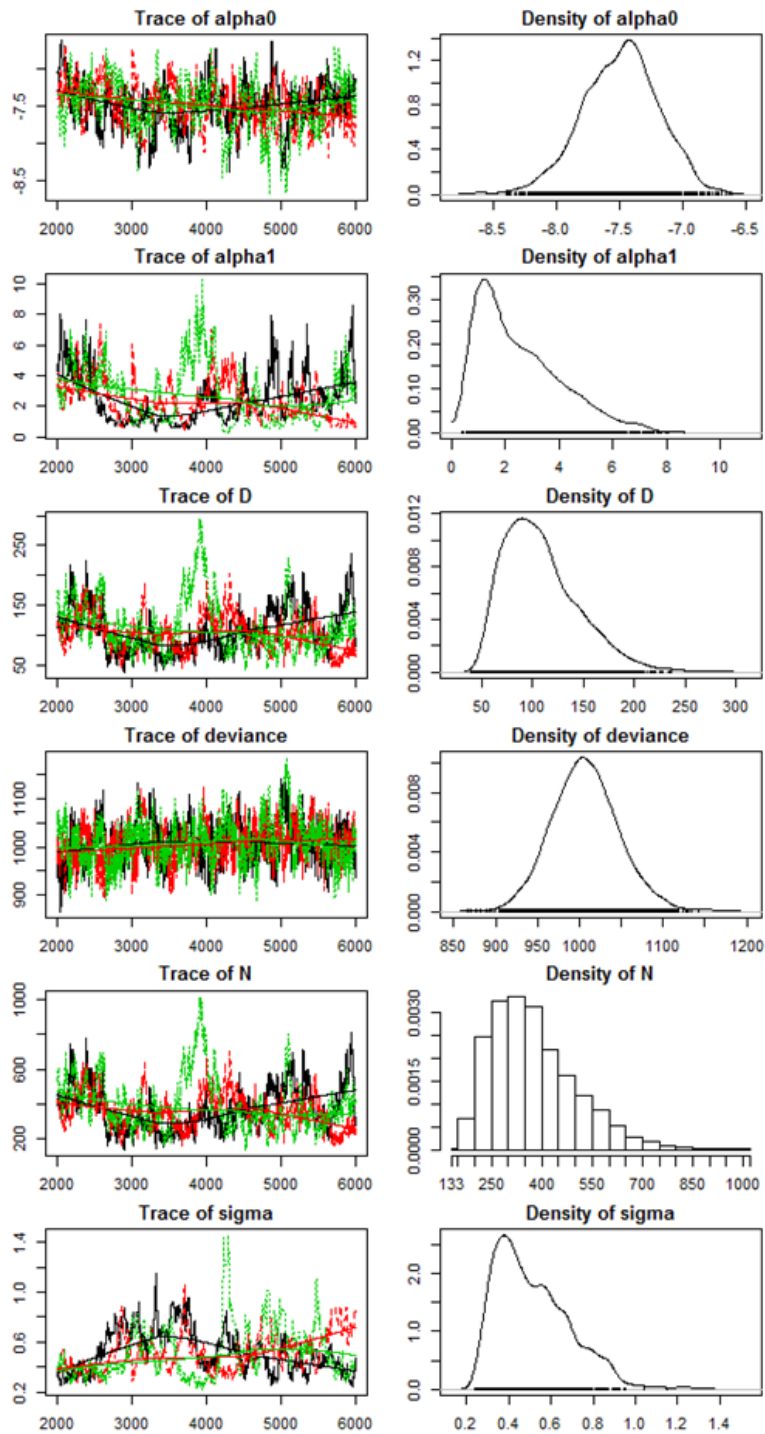 Trace of alpha0
-8.5 -7.5
2000 3000 4000 5000 6000
Density of alpha0
0.0 0.4 0.8 1.2
-8.5 -8.0 -7.5 -7.0 -6.5
Trace of alpha1
0 2 4 6 8 10
2000 3000 4000 5000 6000
Density of alpha1
0.00 0.10 0.20 0.30
0 2 4 6 8 10
Trace of D
50 150 250
2000 3000 4000 5000 6000
Density of D
0.000 0.004 0.008 0.012
50 100 150 200 250 300
Trace of deviance
900 1000 1100
2000 3000 4000 5000 6000
Density of deviance
0.000 0.004 0.008
850 900 950 1000 1100 1200
Trace of N
200 600 1000
2000 3000 4000 5000 6000
Density of N
0.0000 0.0015 0.0030
133 250 400 550 700 850 1000
Trace of sigma
0.2 0.6 1.0 1.4
2000 3000 4000 5000 6000
Density of sigma
0.0 1.0 2.0
0.2 0.4 0.6 0.8 1.0 1.2 1.4